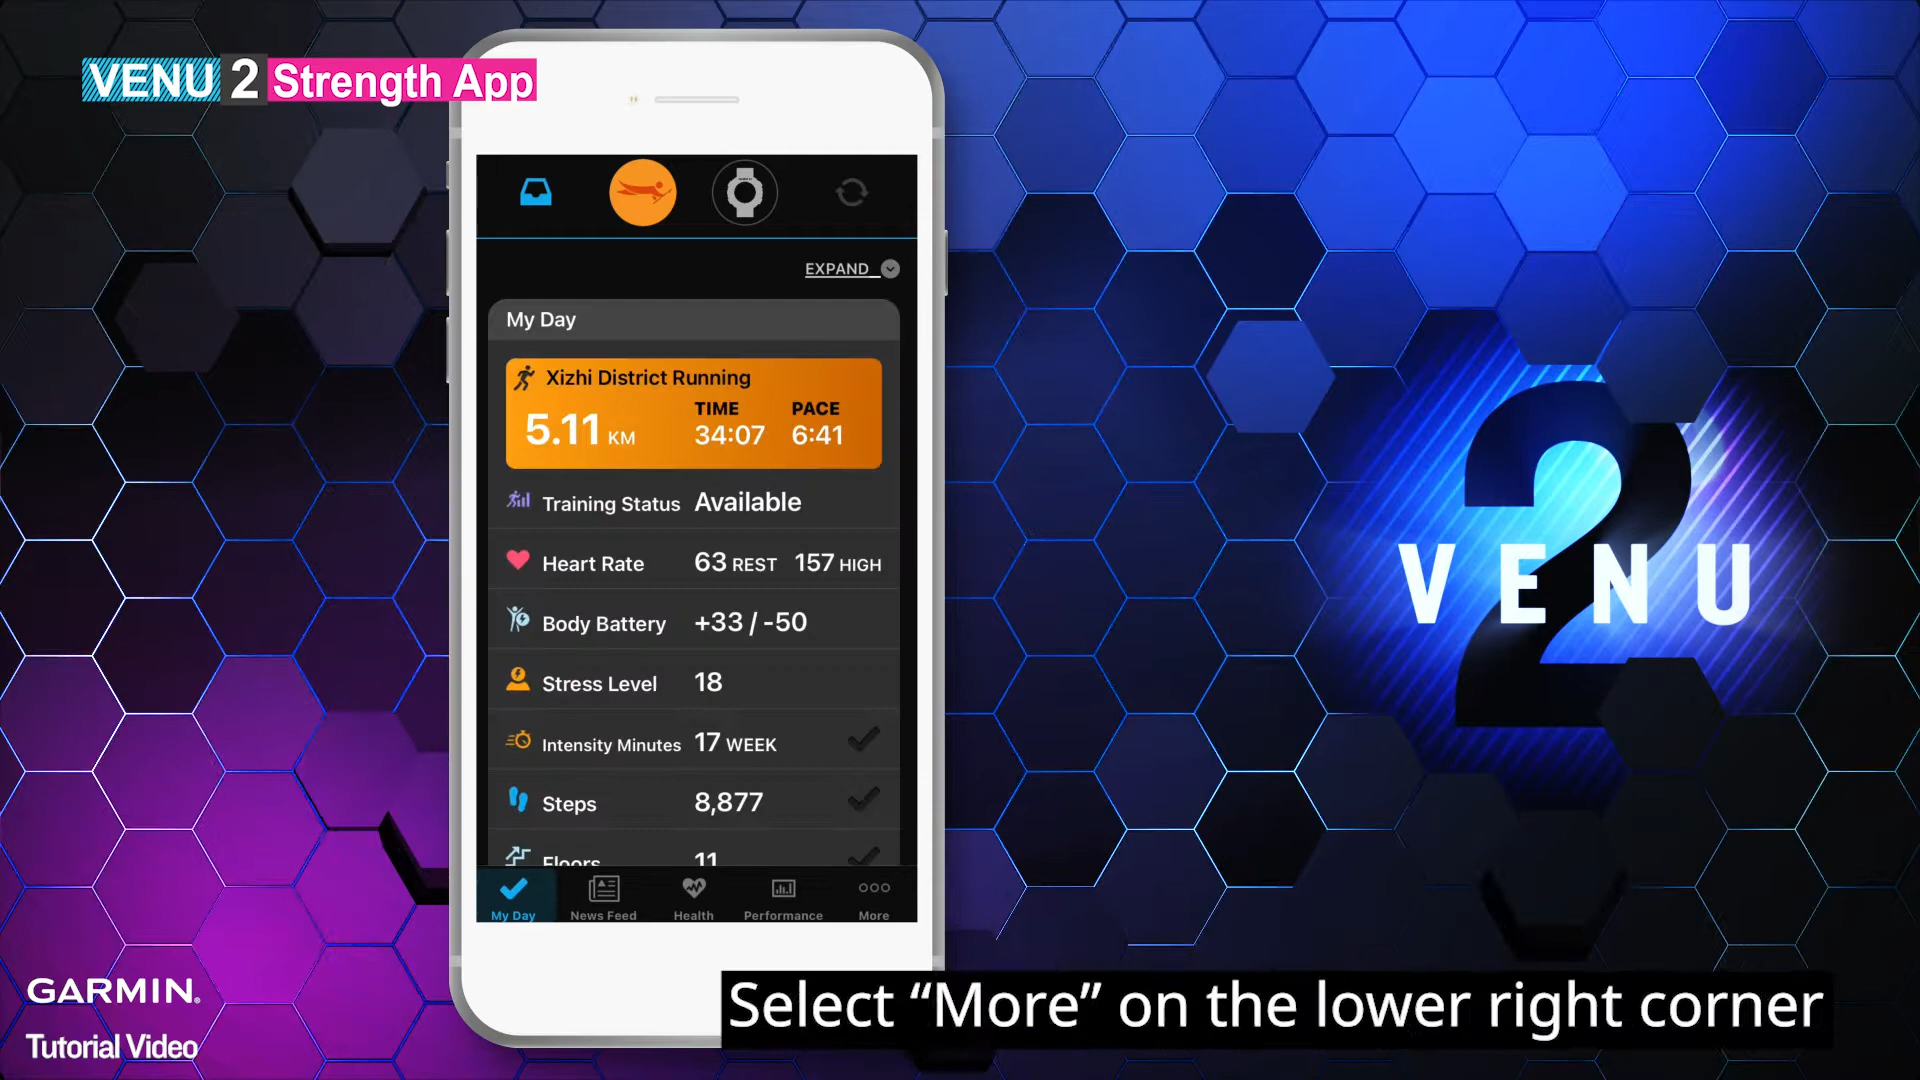 VENU 2 Strength App
EXPAND
My Day
Xizhi District Running
5.11 KM
TIME
34:07
PACE
6:41
Training Status Available
Heart Rate 63 REST 157 HIGH
Body Battery +33 / -50
Stress Level 18
Intensity Minutes 17 WEEK
Steps 8,877
Floors 11
My Day
News Feed
Health
Performance
More
2
VENU
GARMIN.
Tutorial Video
Select “More” on the lower right corner